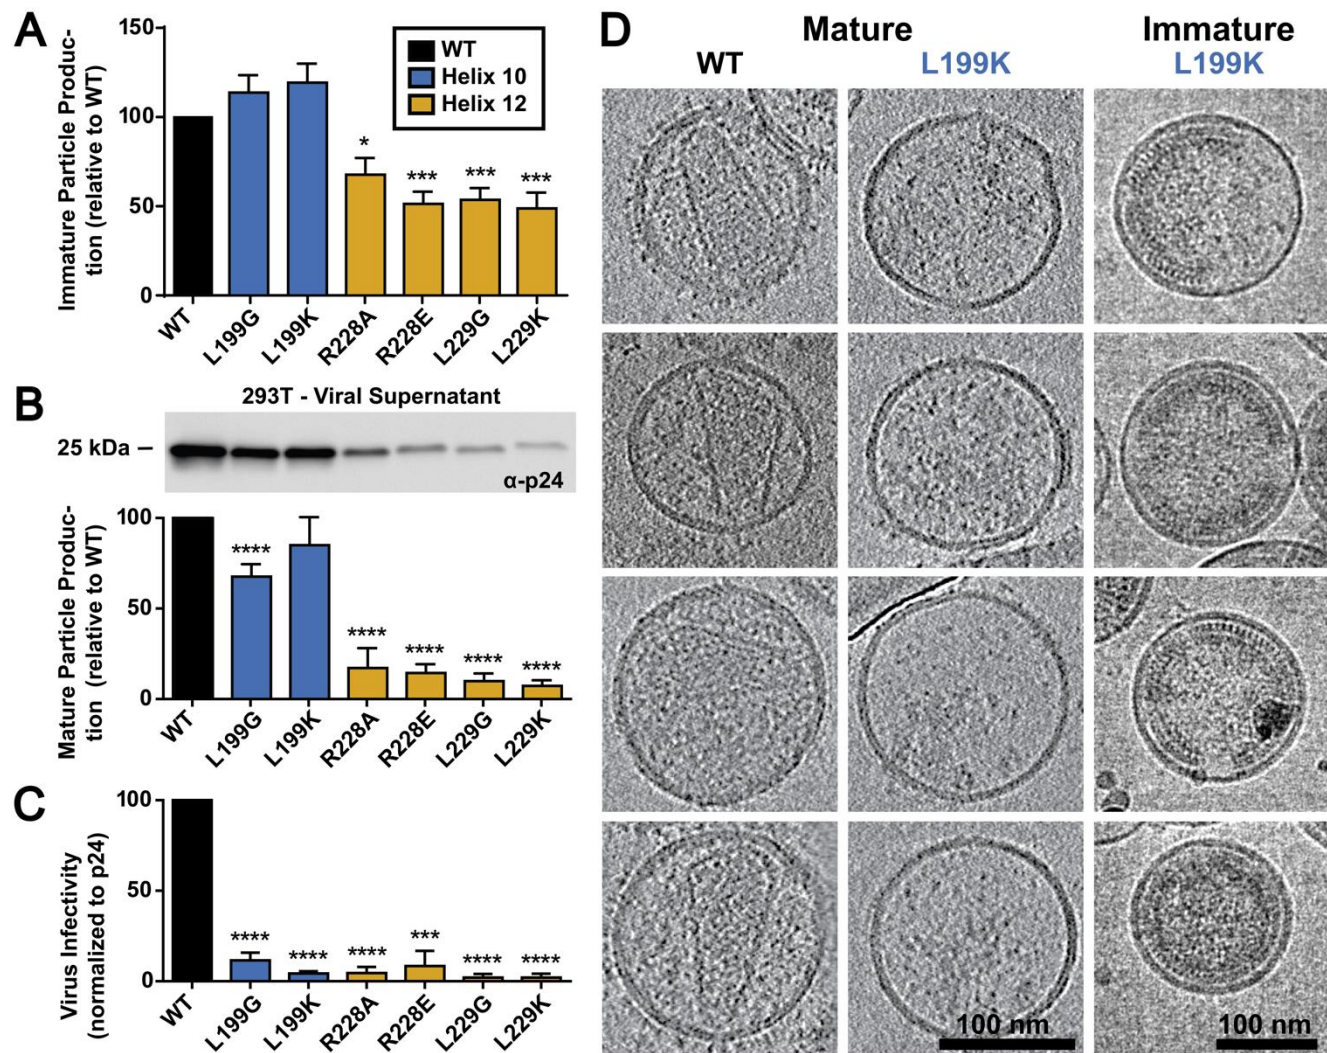 A
Immature Particle Produc-
tion (relative to WT)
150
100
50
0
WT
Helix 10
Helix 12
*
***
***
***
WT
L199G
L199K
R228A
R228E
L229G
L229K
B
293T - Viral Supernatant
25 kDa
α-p24
Mature Particle Produc-
tion (relative to WT)
100
50
0
****
****
****
****
****
WT
L199G
L199K
R228A
R228E
L229G
L229K
C
Virus Infectivity
(normalized to p24)
100
50
0
****
****
****
***
****
****
WT
L199G
L199K
R228A
R228E
L229G
L229K
D
Mature
Immature
WT
L199K
L199K
100 nm
100 nm